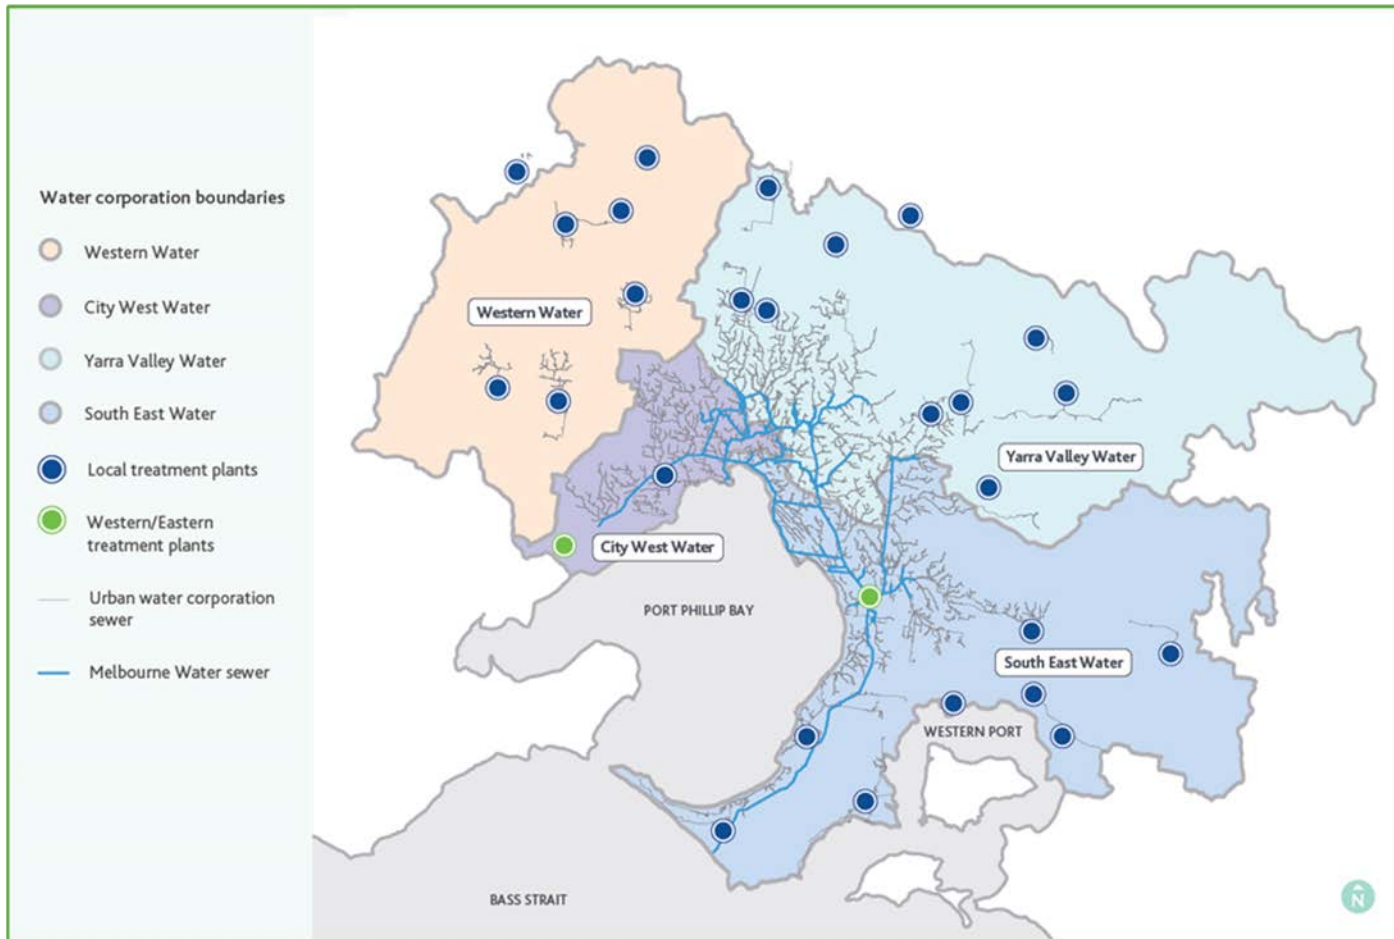 Water corporation boundaries
Western Water
City West Water
Yarra Valley Water
South East Water
Local treatment plants
Western/Eastern
treatment plants
Urban water corporation
sewer
Melbourne Water sewer
Western Water
Yarra Valley Water
City West Water
PORT PHILLIP BAY
South East Water
WESTERN PORT
BASS STRAIT
N